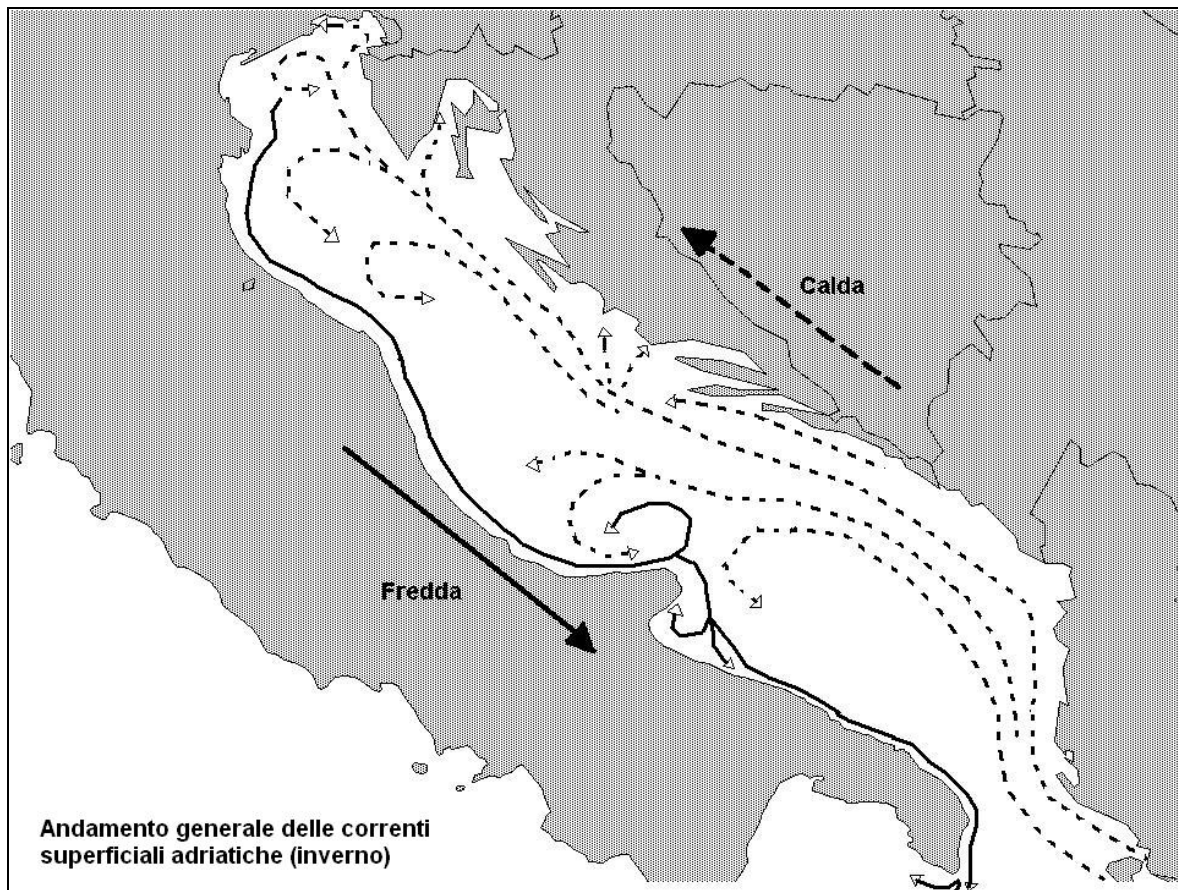 Calda
Fredda
Andamento generale delle correnti
superficiali adriatiche (inverno)